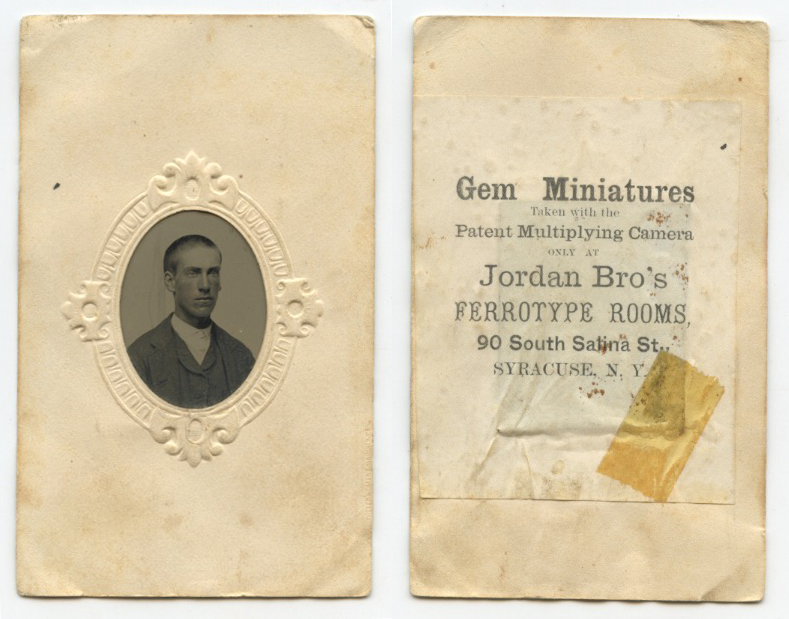 Gem Miniatures
Taken with the
Patent Multiplying Camera
ONLY AT
Jordan Bro's
FERROTYPE ROOMS,
90 South Salina St.,
SYRACUSE, N. Y.